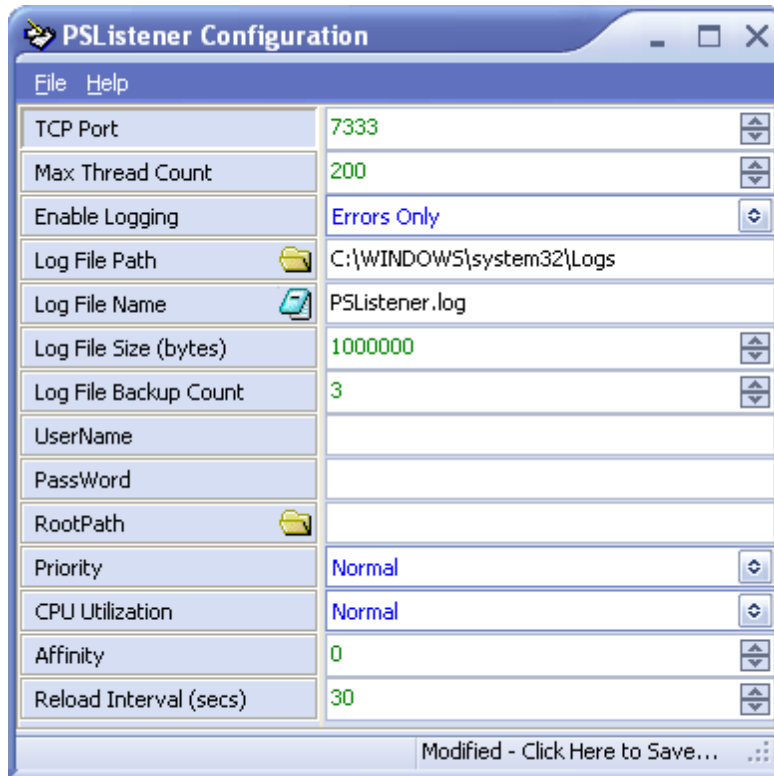 PSListener Configuration
File Help
TCP Port 7333
Max Thread Count 200
Enable Logging Errors Only
Log File Path C:\WINDOWS\system32\Logs
Log File Name PSListener.log
Log File Size (bytes) 1000000
Log File Backup Count 3
UserName
PassWord
RootPath
Priority Normal
CPU Utilization Normal
Affinity 0
Reload Interval (secs) 30
Modified - Click Here to Save...